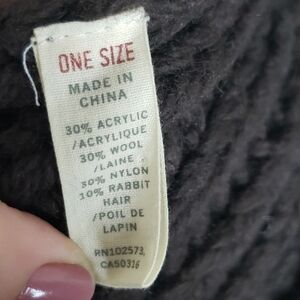 ONE SIZE
MADE IN
CHINA
30% ACRYLIC
/ACRYLIQUE
30% WOOL
/LAINE
30% NYLON
10% RABBIT
HAIR
/POIL DE
LAPIN
RN102573,
CA50316